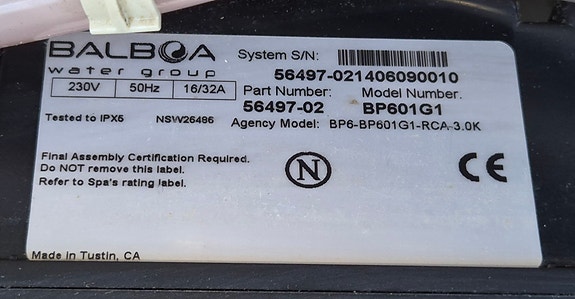 BALBOA
water group
System S/N:
56497-021406090010
230V 50Hz 16/32A
Part Number: Model Number.
56497-02 BP601G1
Tested to IPX5 NSW26486
Agency Model: BP6-BP601G1-RCA 3.0K
Final Assembly Certification Required.
Do NOT remove this label.
Refer to Spa's rating label.
N
CE
Made in Tustin, CA